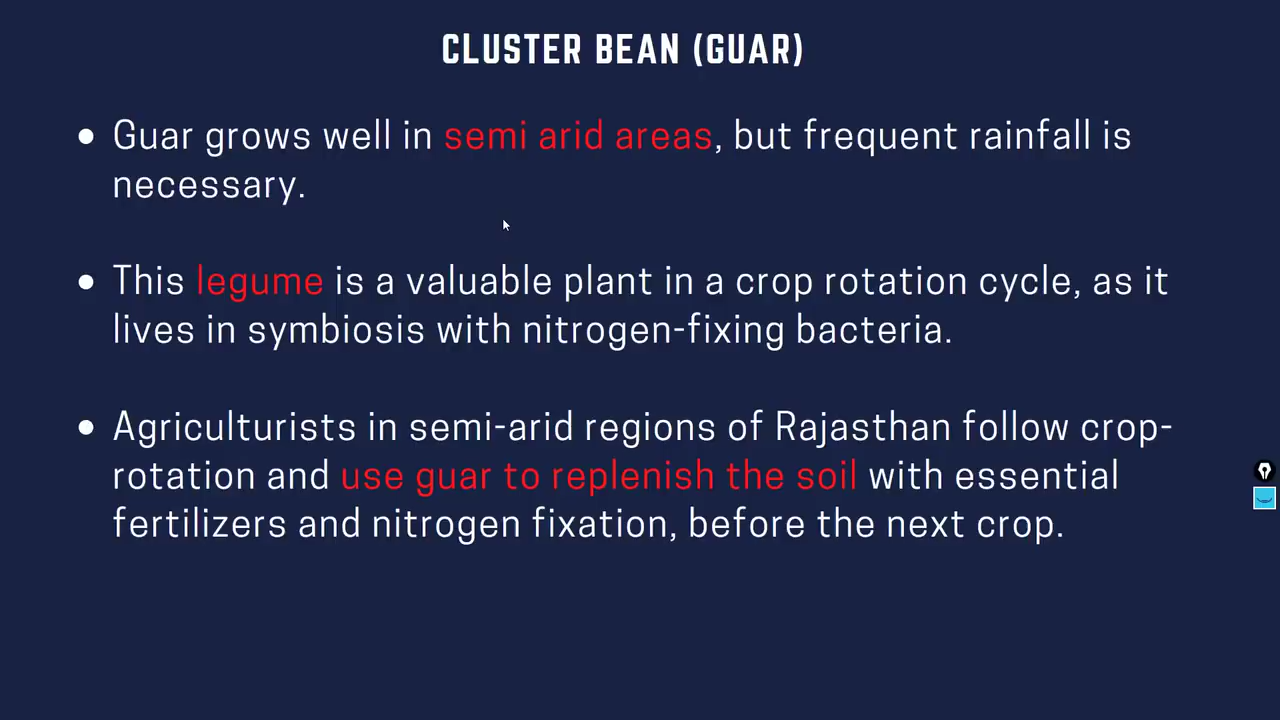 CLUSTER BEAN (GUAR)
• Guar grows well in semi arid areas, but frequent rainfall is
necessary.
• This legume is a valuable plant in a crop rotation cycle, as it
lives in symbiosis with nitrogen-fixing bacteria.
• Agriculturists in semi-arid regions of Rajasthan follow crop-
rotation and use guar to replenish the soil with essential
fertilizers and nitrogen fixation, before the next crop.